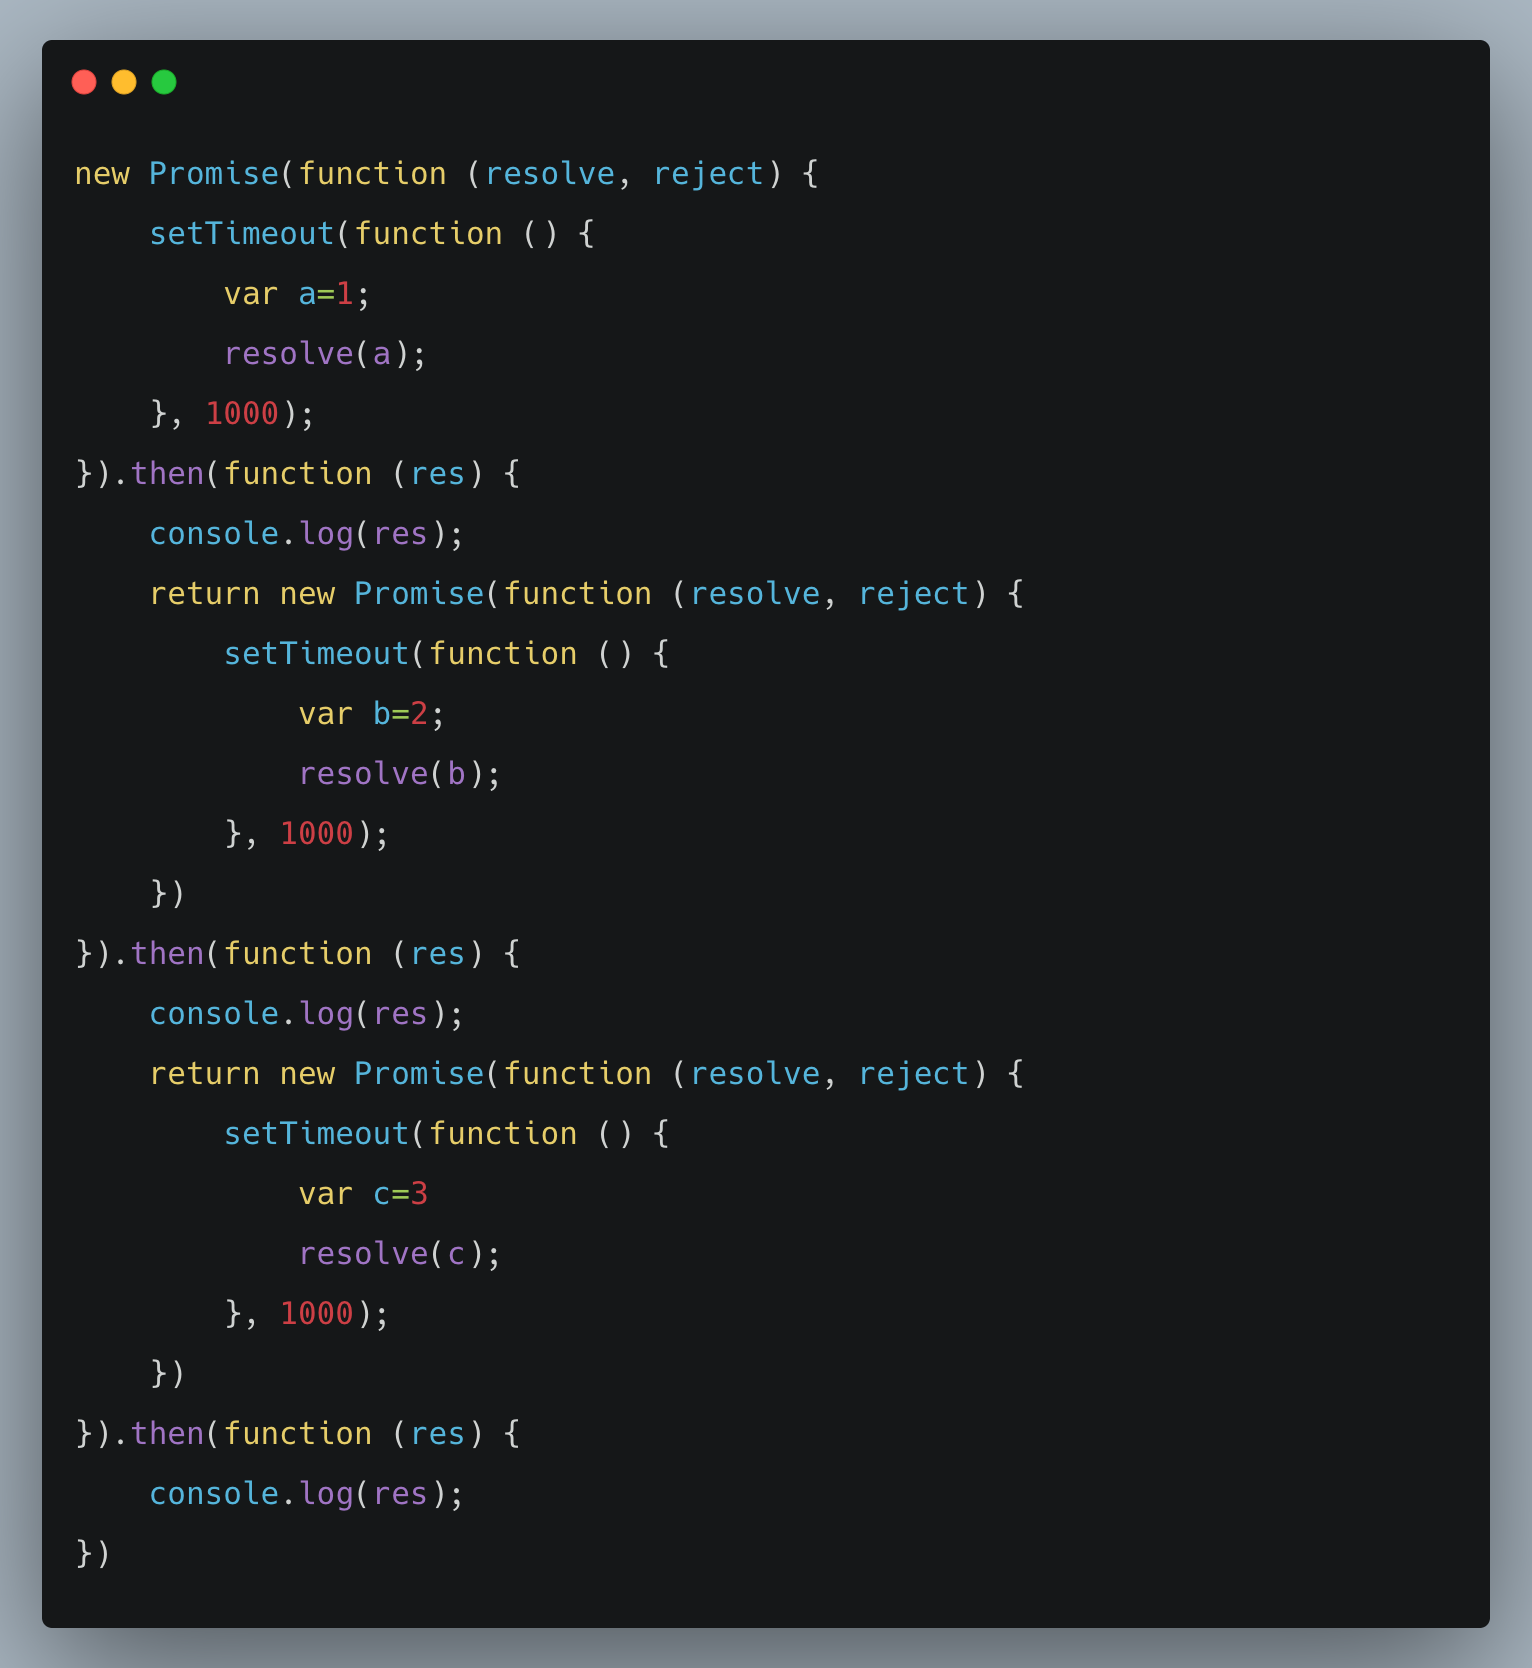 new Promise(function (resolve, reject) {
    setTimeout(function () {
        var a=1;
        resolve(a);
    }, 1000);
}).then(function (res) {
    console.log(res);
    return new Promise(function (resolve, reject) {
        setTimeout(function () {
            var b=2;
            resolve(b);
        }, 1000);
    })
}).then(function (res) {
    console.log(res);
    return new Promise(function (resolve, reject) {
        setTimeout(function () {
            var c=3
            resolve(c);
        }, 1000);
    })
}).then(function (res) {
    console.log(res);
})